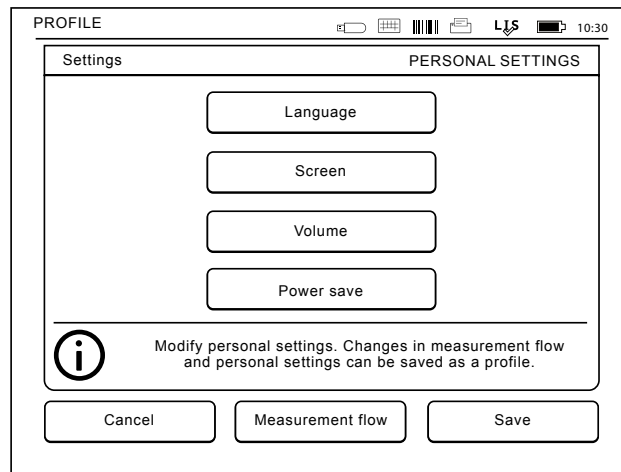 PROFILE LIS 10:30
Settings PERSONAL SETTINGS
Language
Screen
Volume
Power save
Modify personal settings. Changes in measurement flow
and personal settings can be saved as a profile.
Cancel Measurement flow Save